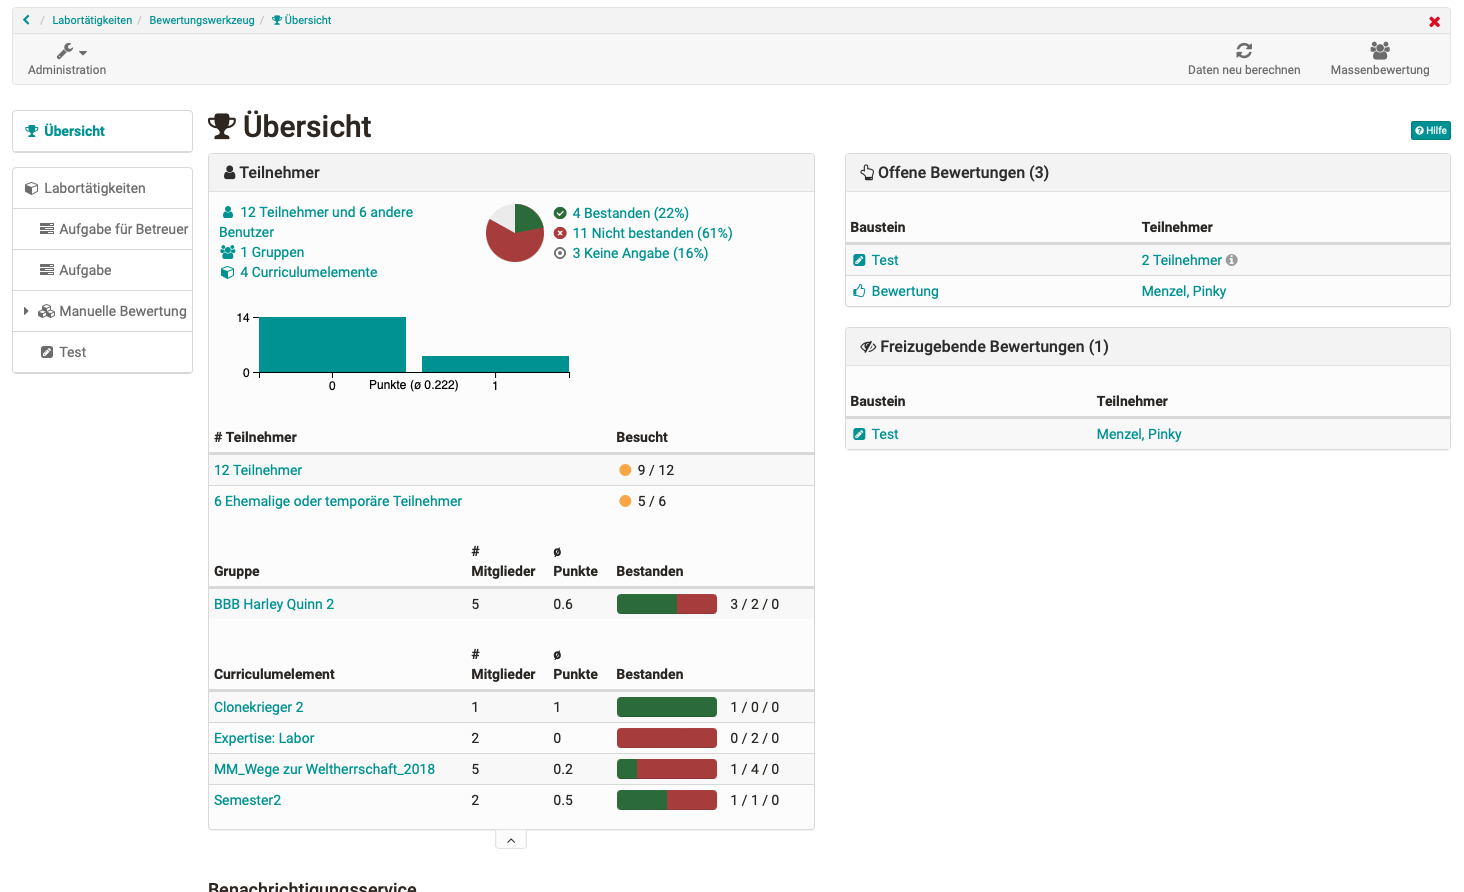 / Labortätigkeiten / Bewertungswerkzeug / Übersicht
Administration
Daten neu berechnen
Massenbewertung
Übersicht
Labortätigkeiten
Aufgabe für Betreuer
Aufgabe
Manuelle Bewertung
Test
Übersicht
Hilfe
Teilnehmer
12 Teilnehmer und 6 andere
Benutzer
1 Gruppen
4 Curriculumelemente
4 Bestanden (22%)
11 Nicht bestanden (61%)
3 Keine Angabe (16%)
14
0
0 Punkte (ø 0.222) 1
# Teilnehmer Besucht
12 Teilnehmer 9 / 12
6 Ehemalige oder temporäre Teilnehmer 5 / 6
# ø
Gruppe Mitglieder Punkte Bestanden
BBB Harley Quinn 2 5 0.6 3 / 2 / 0
# ø
Curriculumelement Mitglieder Punkte Bestanden
Clonekrieger 2 1 1 1 / 0 / 0
Expertise: Labor 2 0 0 / 2 / 0
MM_Wege zur Weltherrschaft_2018 5 0.2 1 / 4 / 0
Semester2 2 0.5 1 / 1 / 0
Offene Bewertungen (3)
Baustein Teilnehmer
Test 2 Teilnehmer
Bewertung Menzel, Pinky
Freizugebende Bewertungen (1)
Baustein Teilnehmer
Test Menzel, Pinky
Benachrichtigungsservice